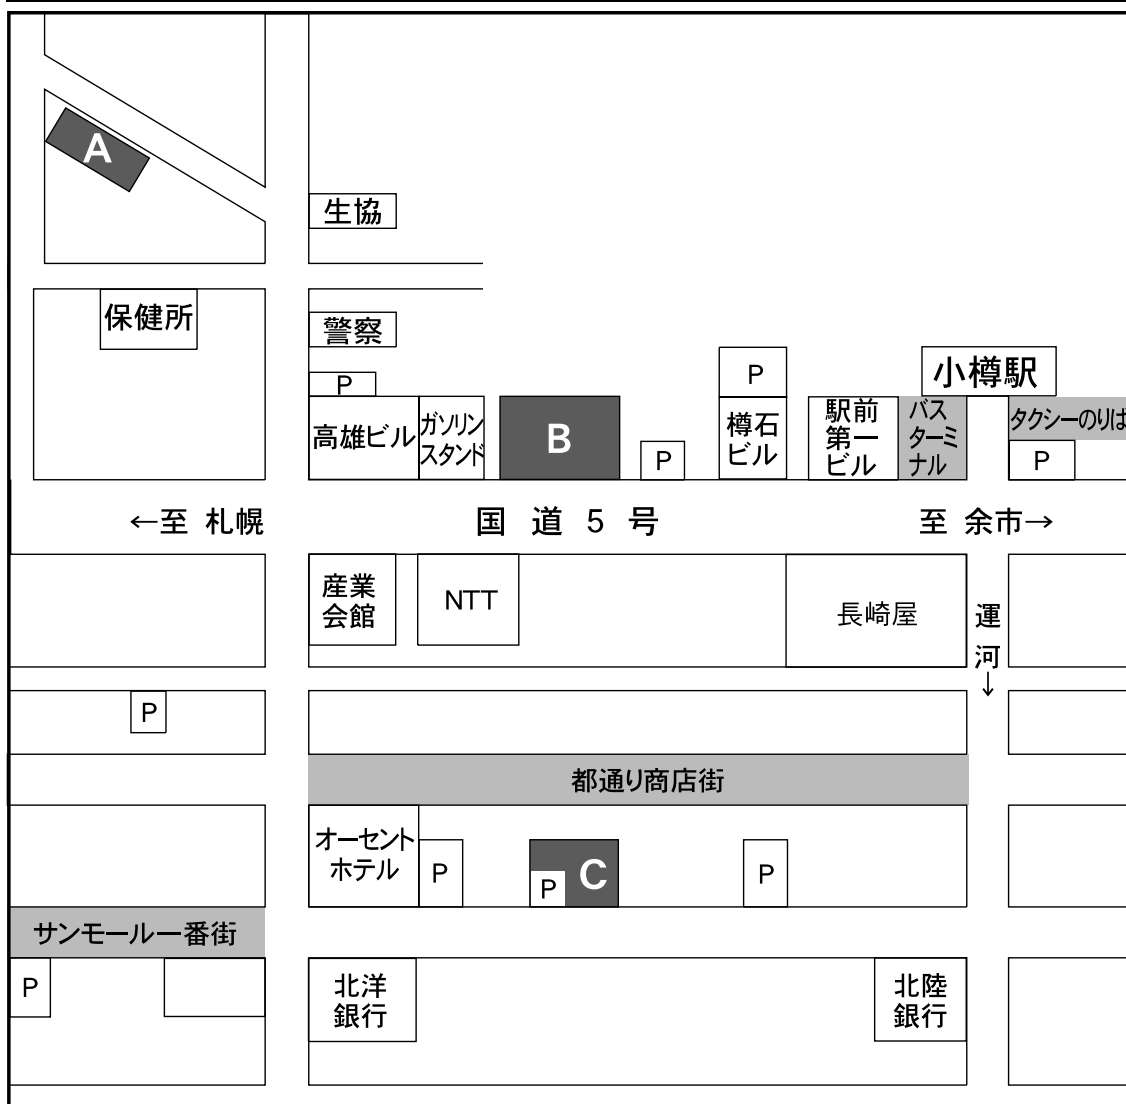 A
生協
保健所
警察
P
高雄ビル
ガソリン
スタンド
B
P
P
樽石
ビル
駅前
第一
ビル
小樽駅
バス
ターミ
ナル
タクシーのりば
P
←至 札幌
国道5号
至 余市→
産業
会館
NTT
長崎屋
運
河
↓
P
都通り商店街
オーセント
ホテル
P
P
C
P
サンモール一番街
P
北洋
銀行
北陸
銀行